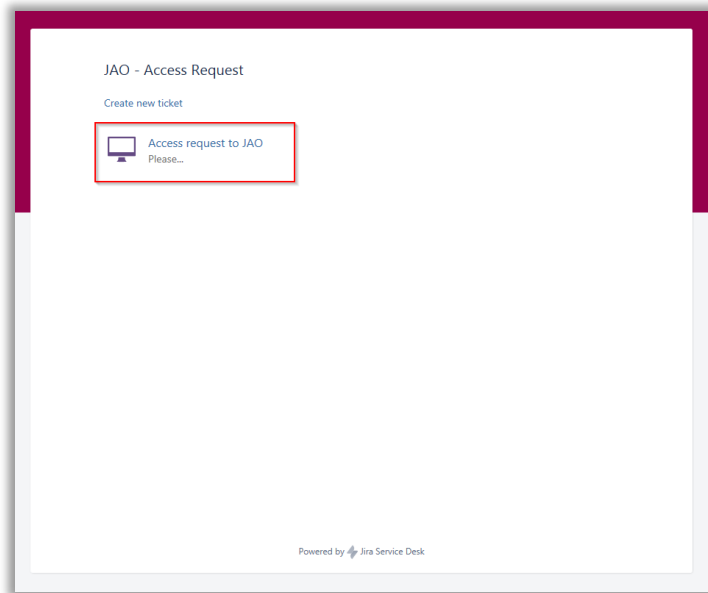 JAO - Access Request
Create new ticket
Access request to JAO
Please...
Powered by Jira Service Desk